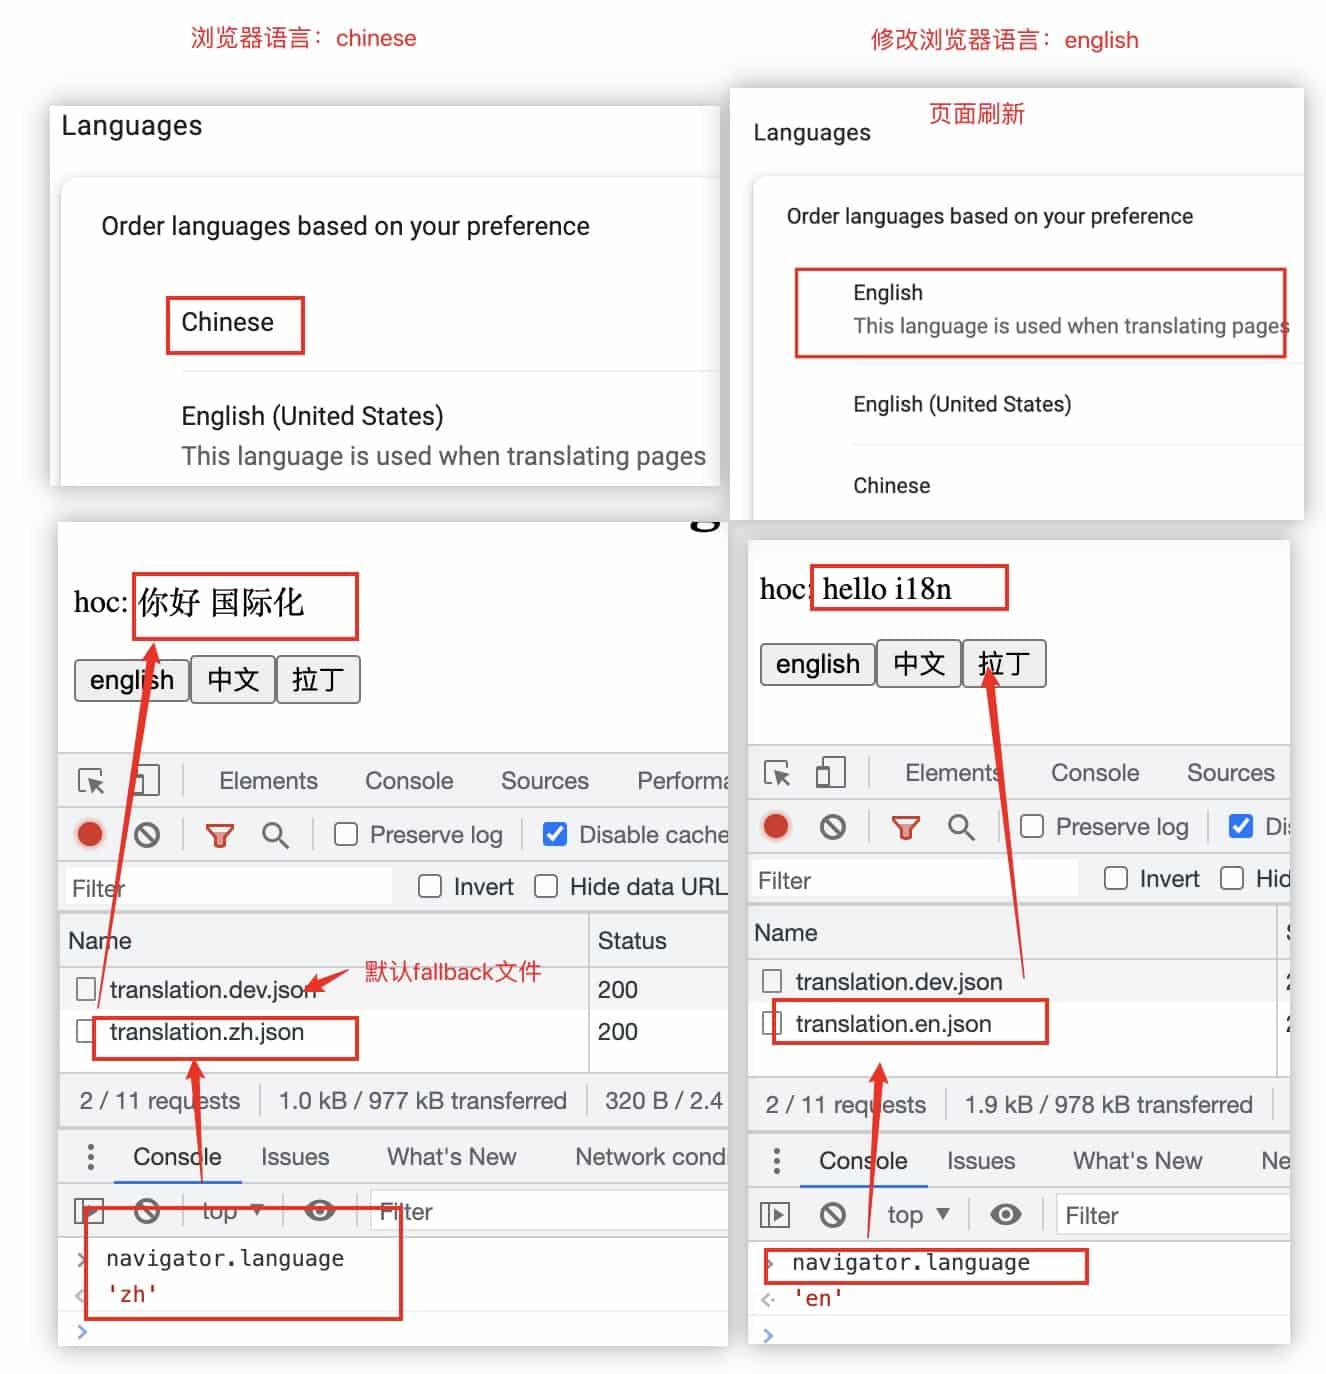 浏览器语言：chinese
Languages
Order languages based on your preference
Chinese
English (United States)
This language is used when translating pages
修改浏览器语言：english
页面刷新
Languages
Order languages based on your preference
English
This language is used when translating pages
English (United States)
Chinese
hoc: 你好 国际化
english 中文 拉丁
Elements Console Sources Performa
Preserve log Disable cache
Filter Invert Hide data URL
Name Status
translation.dev.json 200
默认fallback文件
translation.zh.json 200
2 / 11 requests 1.0 kB / 977 kB transferred 320 B / 2.4
Console Issues What's New Network cond
top ▼ Filter
> navigator.language
< 'zh'
>
hoc: hello i18n
english 中文 拉丁
Elements Console Sources
Preserve log Di
Filter Invert Hid
Name
translation.dev.json
translation.en.json
2 / 11 requests 1.9 kB / 978 kB transferred
Console Issues What's New Ne
top ▼ Filter
> navigator.language
<· 'en'
>